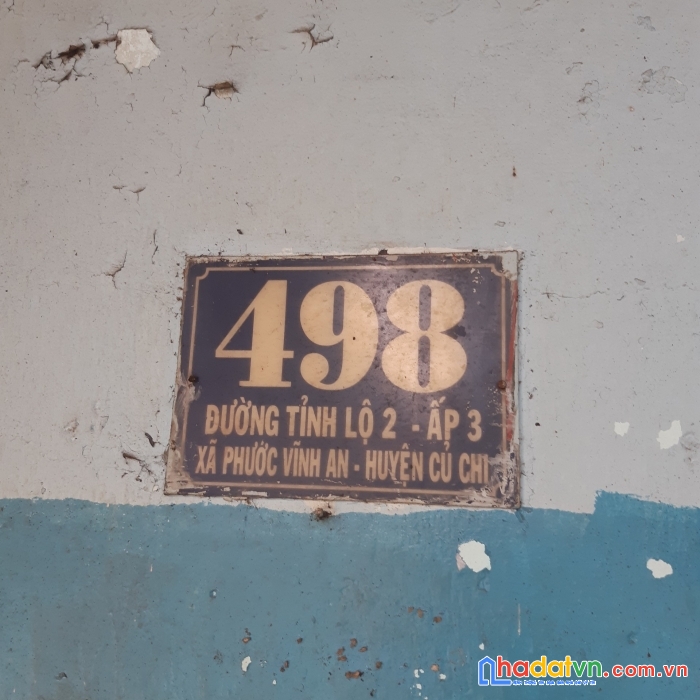 498
ĐƯỜNG TỈNH LỘ 2 - ẤP 3
XÃ PHƯỚC VĨNH AN - HUYỆN CỦ CHI
nhadatvn.com.vn